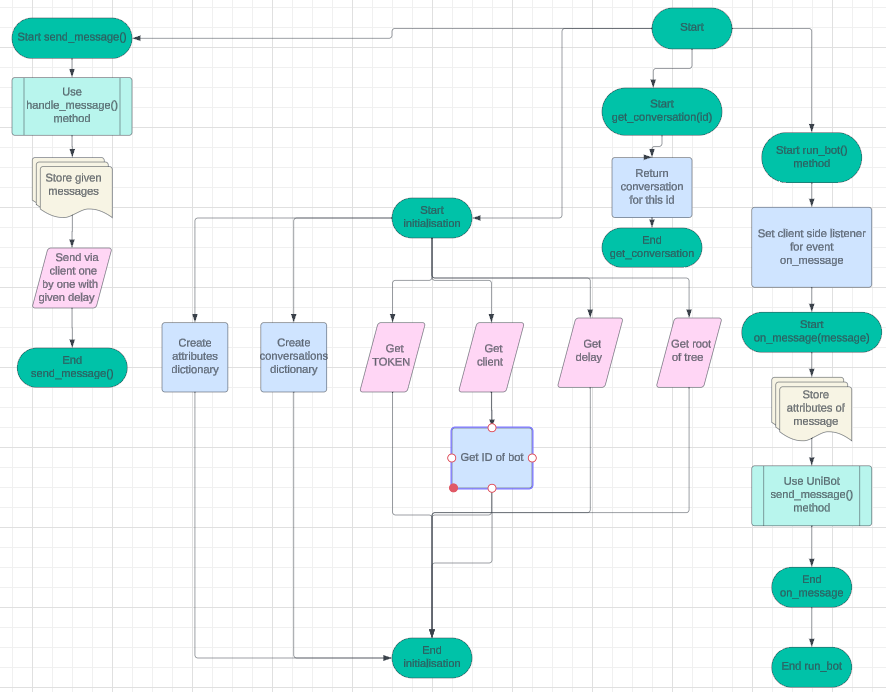 Start
Start send_message()
Use
handle_message()
method
Store given
messages
Send via
client one
by one with
given delay
End
send_message()
Start
initialisation
Create
attributes
dictionary
Create
conversations
dictionary
Get
TOKEN
Get
client
Get
delay
Get root
of tree
Get ID of bot
End
initialisation
Start
get_conversation(id)
Return
conversation
for this id
End
get_conversation
Start run_bot()
method
Set client side listener
for event
on_message
Start
on_message(message)
Store
attributes of
message
Use UniBot
send_message()
method
End
on_message
End run_bot